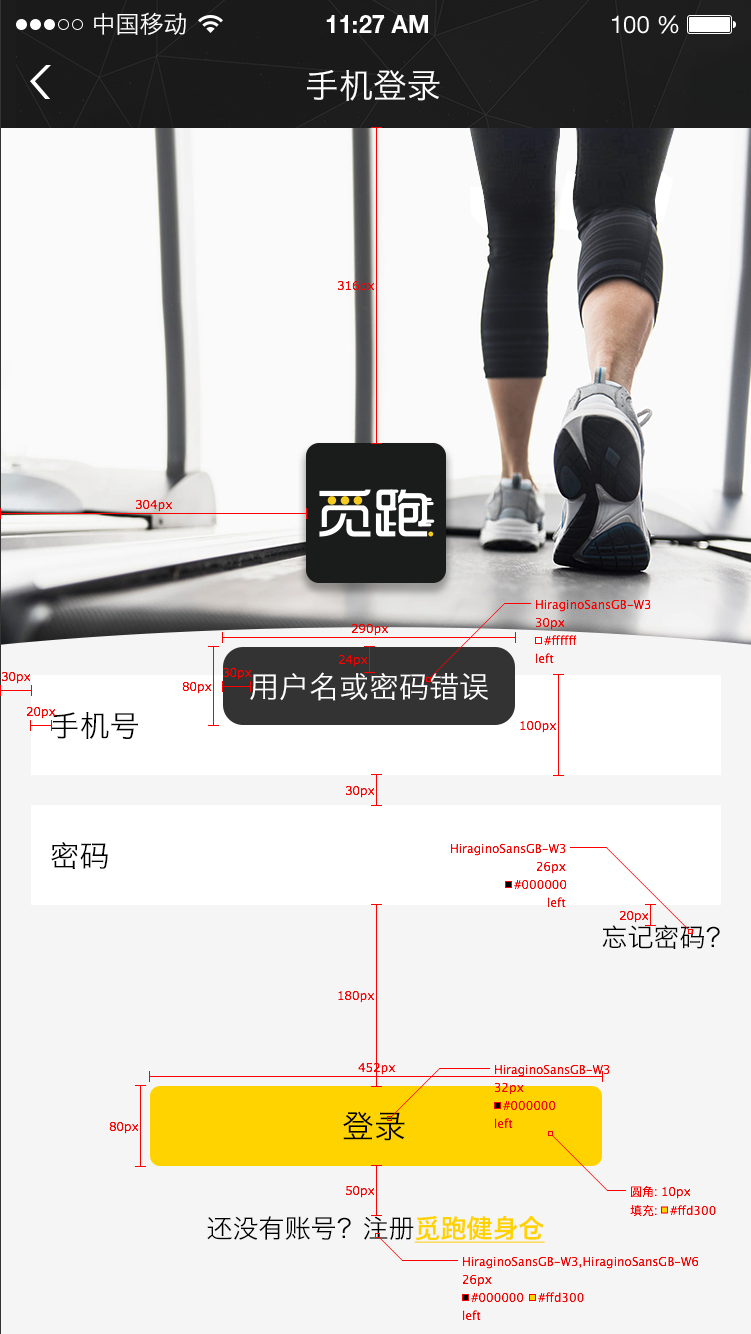 中国移动 11:27 AM 100 %
手机登录
316px
304px
觅跑
HiraginoSansGB-W3
30px
#ffffff
left
290px
24px
30px
30px
80px
用户名或密码错误
20px
手机号
100px
30px
密码
HiraginoSansGB-W3
26px
#000000
left
20px
忘记密码?
180px
452px
HiraginoSansGB-W3
32px
#000000
left
80px
登录
50px
圆角: 10px
填充: #ffd300
还没有账号? 注册觅跑健身仓
HiraginoSansGB-W3,HiraginoSansGB-W6
26px
#000000 #ffd300
left